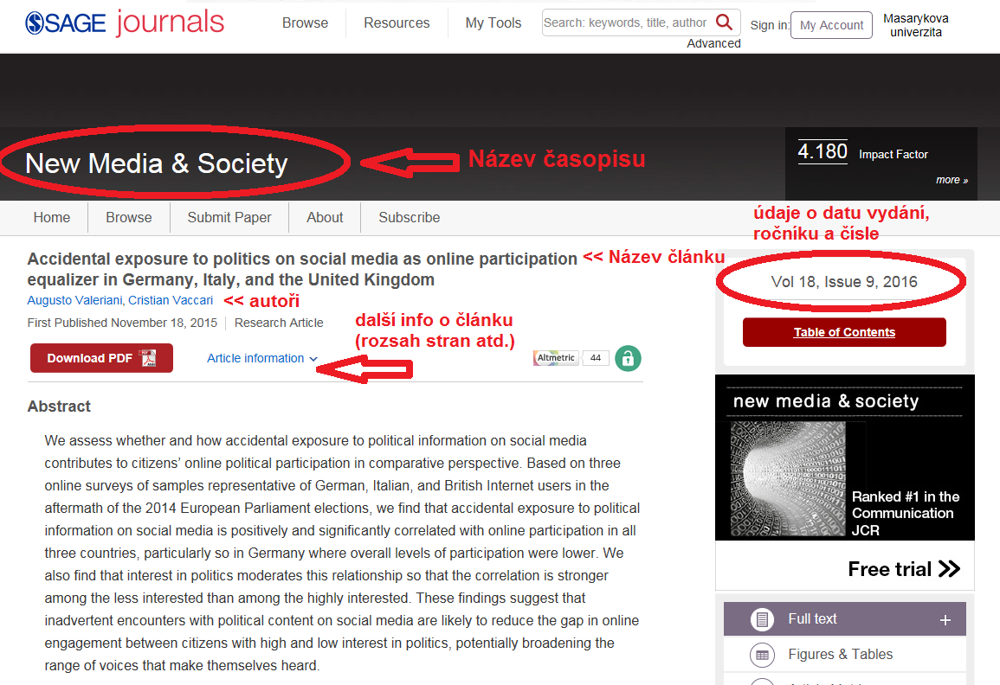 SAGE journals
Browse
Resources
My Tools
Search: keywords, title, author
Advanced
Sign in:
My Account
Masarykova
univerzita
New Media & Society
Název časopisu
4.180 Impact Factor
more »
Home
Browse
Submit Paper
About
Subscribe
údaje o datu vydání,
ročníku a čísle
Accidental exposure to politics on social media as online participation << Název článku
equalizer in Germany, Italy, and the United Kingdom
Augusto Valeriani, Cristian Vaccari << autoři
First Published November 18, 2015 | Research Article
další info o článku
(rozsah stran atd.)
Download PDF
Article information
Altmetric 44
Vol 18, Issue 9, 2016
Table of Contents
Abstract
We assess whether and how accidental exposure to political information on social media
contributes to citizens’ online political participation in comparative perspective. Based on three
online surveys of samples representative of German, Italian, and British Internet users in the
aftermath of the 2014 European Parliament elections, we find that accidental exposure to political
information on social media is positively and significantly correlated with online participation in all
three countries, particularly so in Germany where overall levels of participation were lower. We
also find that interest in politics moderates this relationship so that the correlation is stronger
among the less interested than among the highly interested. These findings suggest that
inadvertent encounters with political content on social media are likely to reduce the gap in online
engagement between citizens with high and low interest in politics, potentially broadening the
range of voices that make themselves heard.
new media & society
Ranked #1 in the
Communication
JCR
Free trial
Full text +
Figures & Tables